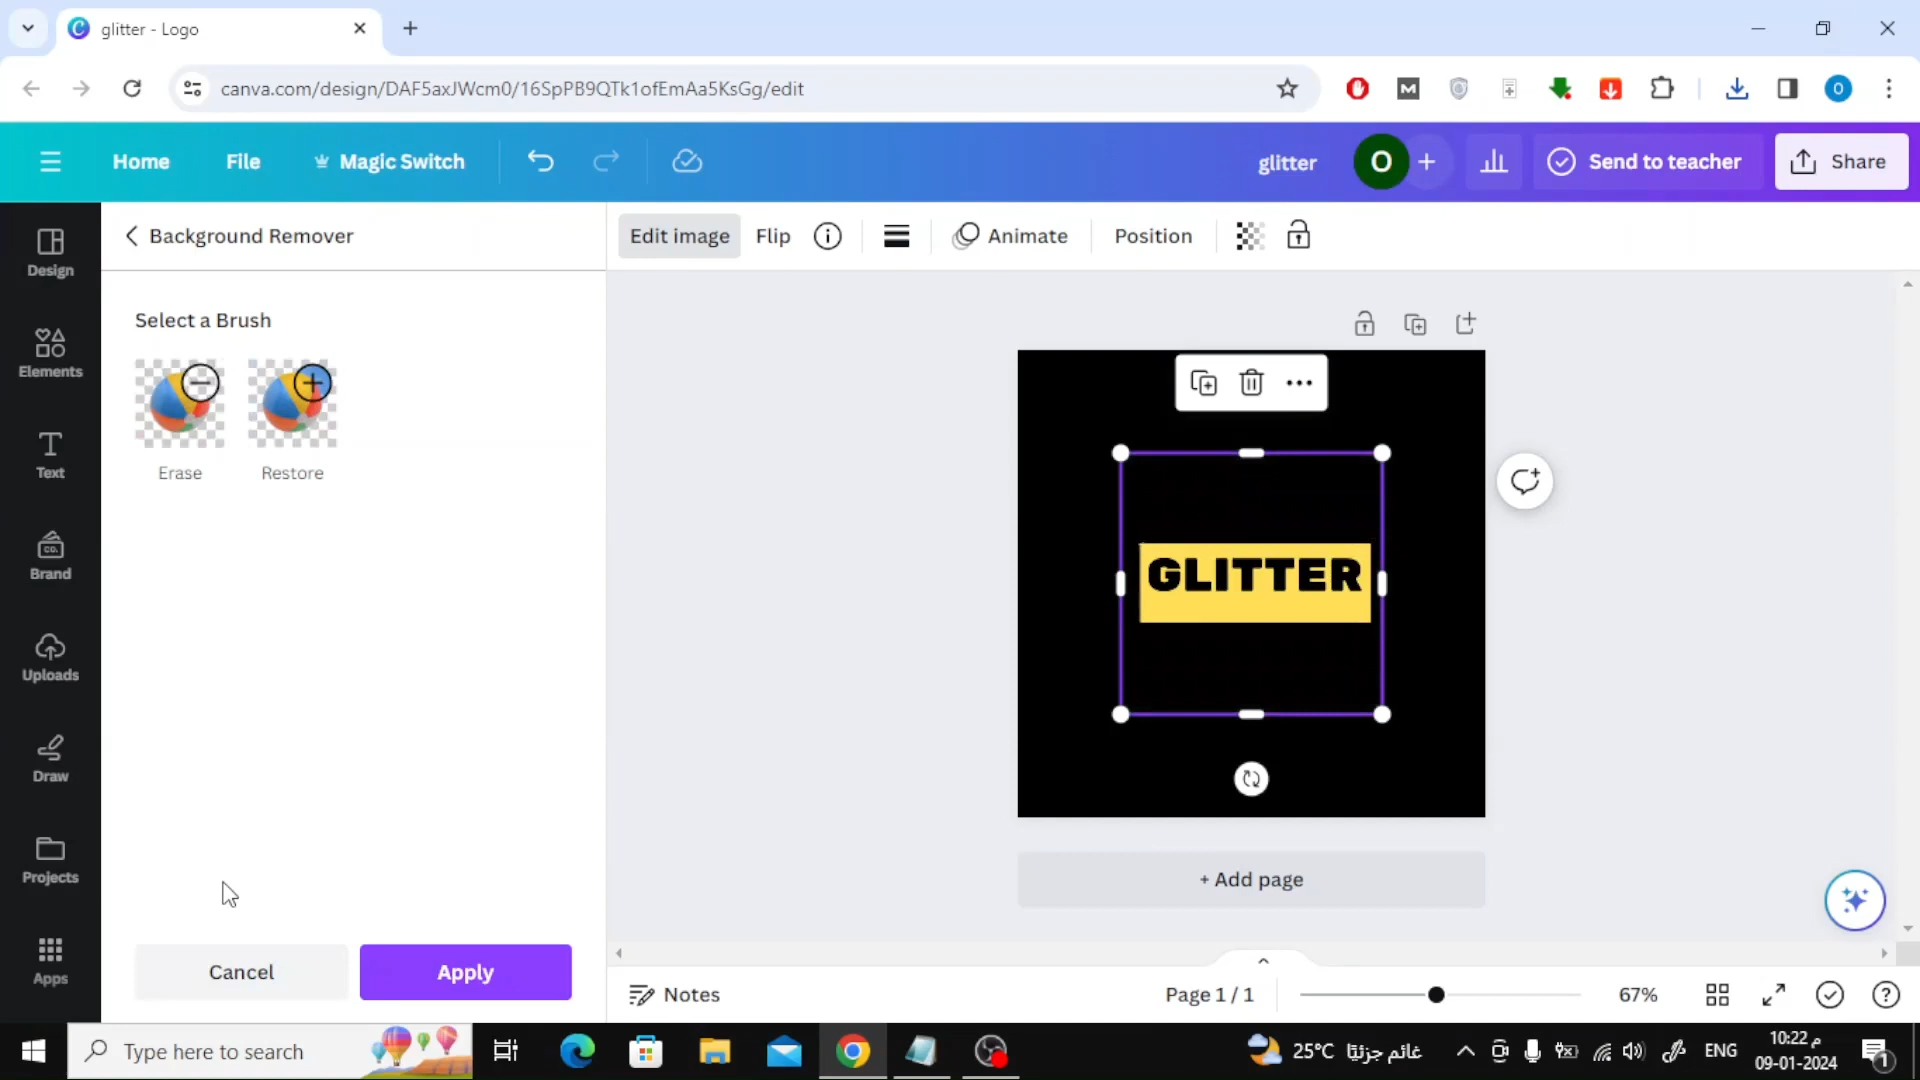 glitter - Logo
canva.com/design/DAF5axJWcm0/16SpPB9QTk1ofEmAa5KsGg/edit
Home
File
Magic Switch
glitter
O
Send to teacher
Share
Design
Elements
Text
Brand
Uploads
Draw
Projects
Apps
Background Remover
Select a Brush
Erase
Restore
Cancel
Apply
Edit image
Flip
Animate
Position
GLITTER
+ Add page
Notes
Page 1 / 1
67%
Type here to search
25°C غائم جزئيًا
ENG
10:22 م
09-01-2024
1